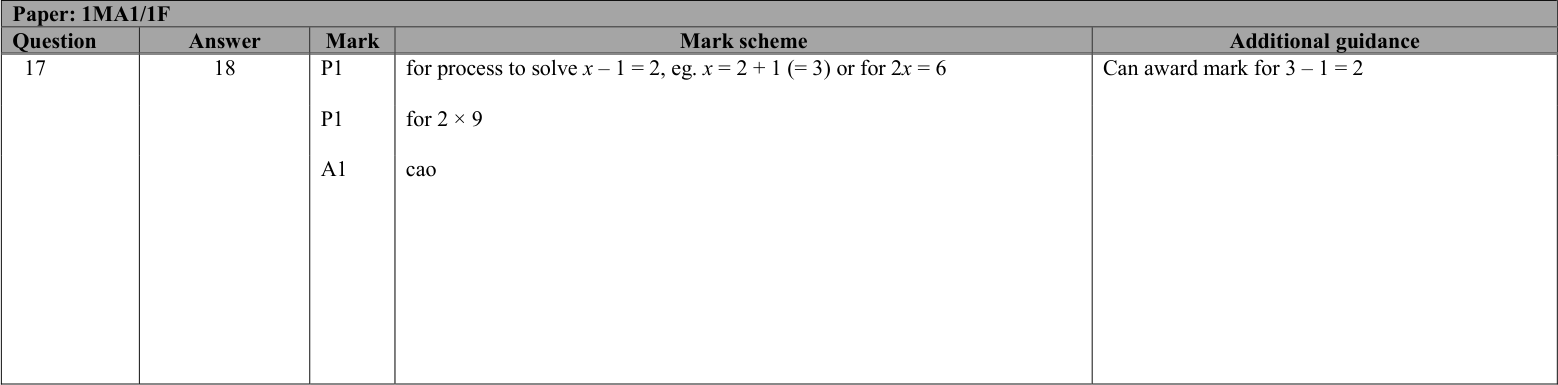 Paper: 1MA1/1F
Question Answer Mark Mark scheme Additional guidance
17 18 P1 for process to solve x – 1 = 2, eg. x = 2 + 1 (= 3) or for 2x = 6 Can award mark for 3 – 1 = 2
P1 for 2 × 9
A1 cao